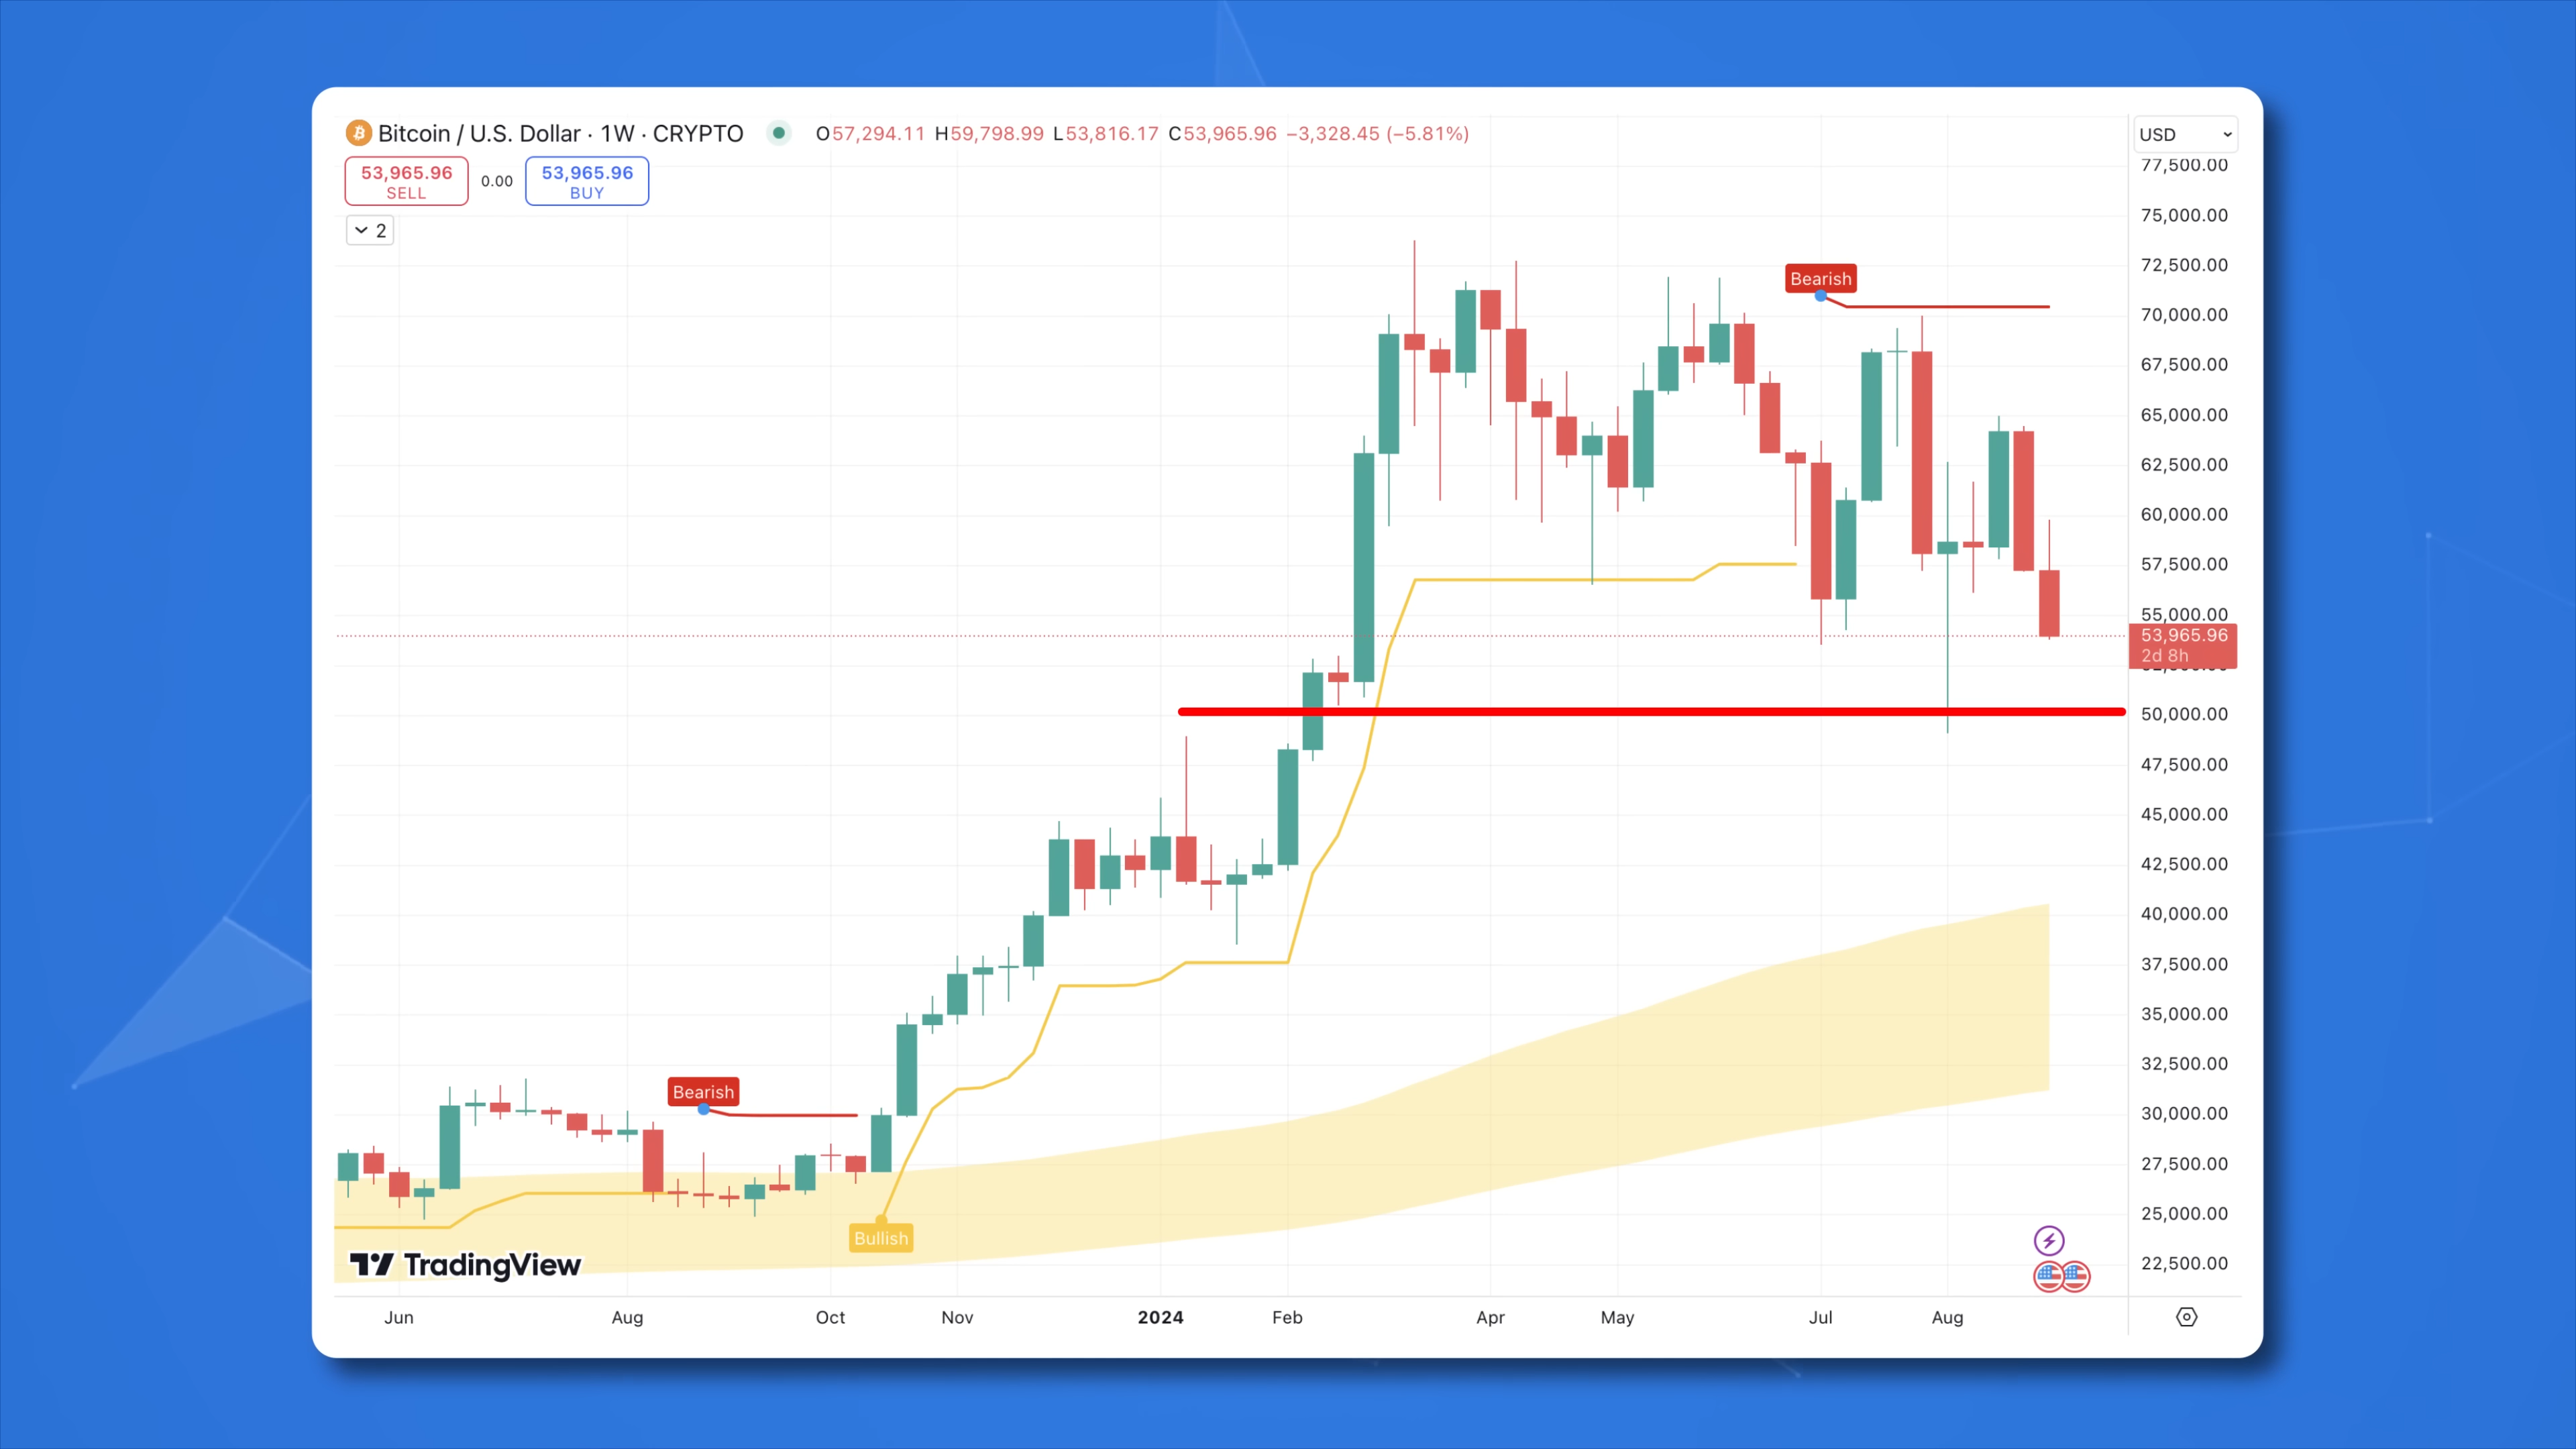 Bitcoin / U.S. Dollar · 1W · CRYPTO O57,294.11 H59,798.99 L53,816.17 C53,965.96 −3,328.45 (−5.81%)
USD
53,965.96
SELL
0.00
53,965.96
BUY
2
77,500.00
75,000.00
72,500.00
70,000.00
67,500.00
65,000.00
62,500.00
60,000.00
57,500.00
55,000.00
53,965.96
2d 8h
50,000.00
47,500.00
45,000.00
42,500.00
40,000.00
37,500.00
35,000.00
32,500.00
30,000.00
27,500.00
25,000.00
22,500.00
Bearish
Bearish
Bullish
TradingView
Jun Aug Oct Nov 2024 Feb Apr May Jul Aug